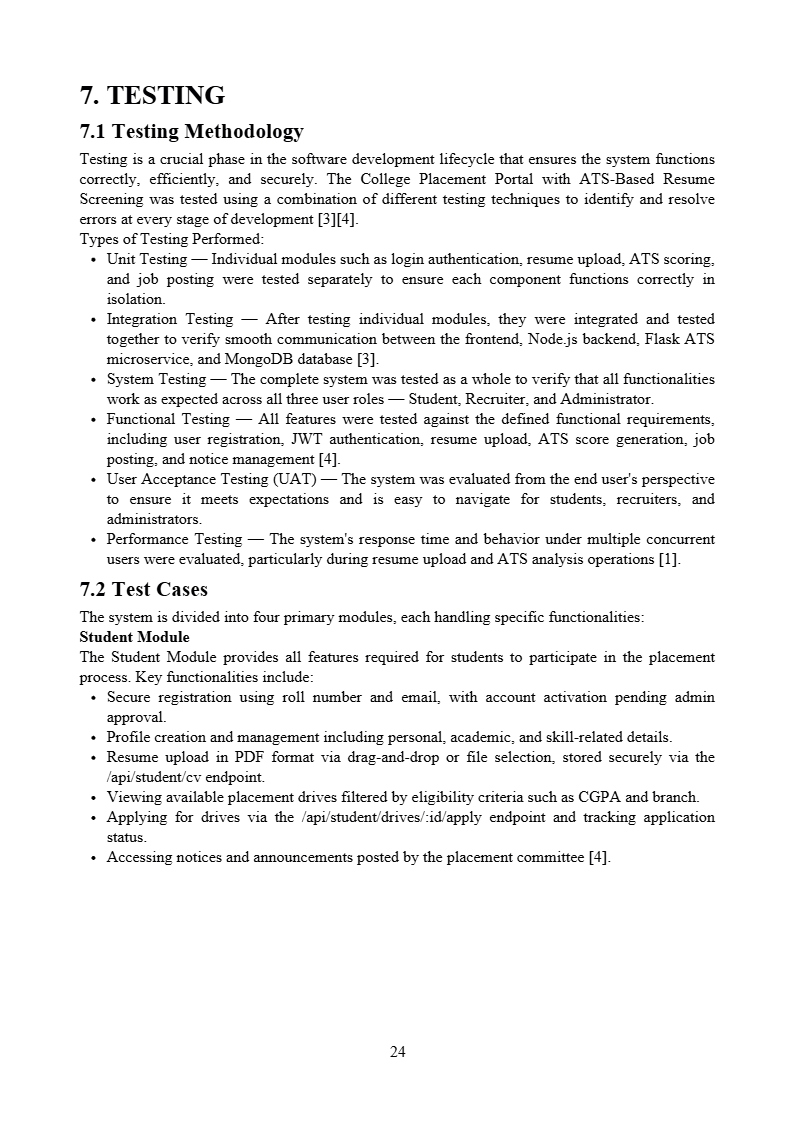 7. TESTING
7.1 Testing Methodology
Testing is a crucial phase in the software development lifecycle that ensures the system functions
correctly, efficiently, and securely. The College Placement Portal with ATS-Based Resume
Screening was tested using a combination of different testing techniques to identify and resolve
errors at every stage of development [3][4].
Types of Testing Performed:
• Unit Testing — Individual modules such as login authentication, resume upload, ATS scoring,
and job posting were tested separately to ensure each component functions correctly in
isolation.
• Integration Testing — After testing individual modules, they were integrated and tested
together to verify smooth communication between the frontend, Node.js backend, Flask ATS
microservice, and MongoDB database [3].
• System Testing — The complete system was tested as a whole to verify that all functionalities
work as expected across all three user roles — Student, Recruiter, and Administrator.
• Functional Testing — All features were tested against the defined functional requirements,
including user registration, JWT authentication, resume upload, ATS score generation, job
posting, and notice management [4].
• User Acceptance Testing (UAT) — The system was evaluated from the end user's perspective
to ensure it meets expectations and is easy to navigate for students, recruiters, and
administrators.
• Performance Testing — The system's response time and behavior under multiple concurrent
users were evaluated, particularly during resume upload and ATS analysis operations [1].
7.2 Test Cases
The system is divided into four primary modules, each handling specific functionalities:
Student Module
The Student Module provides all features required for students to participate in the placement
process. Key functionalities include:
• Secure registration using roll number and email, with account activation pending admin
approval.
• Profile creation and management including personal, academic, and skill-related details.
• Resume upload in PDF format via drag-and-drop or file selection, stored securely via the
/api/student/cv endpoint.
• Viewing available placement drives filtered by eligibility criteria such as CGPA and branch.
• Applying for drives via the /api/student/drives/:id/apply endpoint and tracking application
status.
• Accessing notices and announcements posted by the placement committee [4].
24